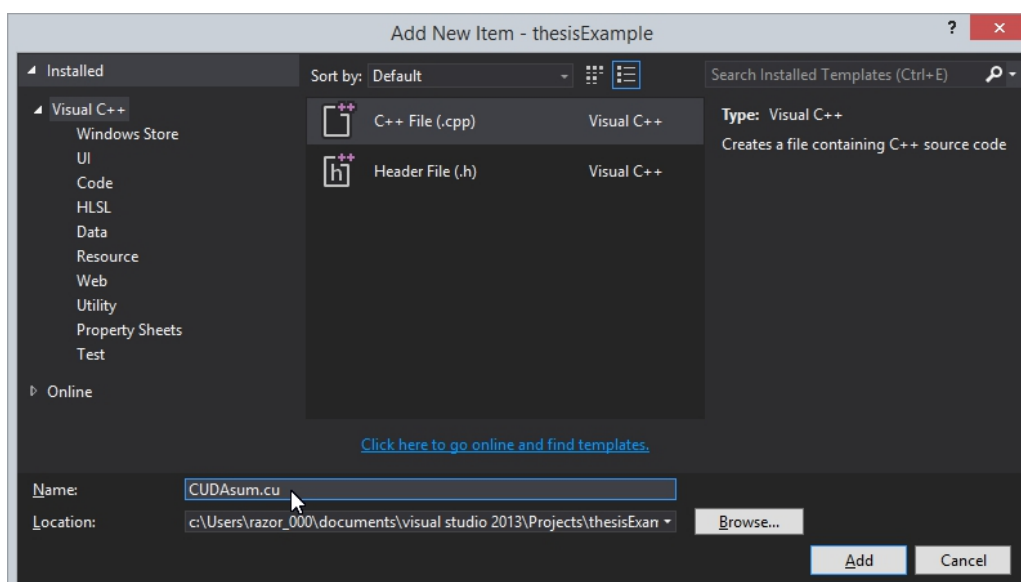 Add New Item - thesisExample
? ×
Installed
Sort by: Default
Search Installed Templates (Ctrl+E)
Visual C++
Windows Store
UI
Code
HLSL
Data
Resource
Web
Utility
Property Sheets
Test
Online
C++ File (.cpp) Visual C++
Header File (.h) Visual C++
Type: Visual C++
Creates a file containing C++ source code
Click here to go online and find templates.
Name: CUDAsum.cu
Location: c:\Users\razor_000\documents\visual studio 2013\Projects\thesisExan
Browse...
Add Cancel